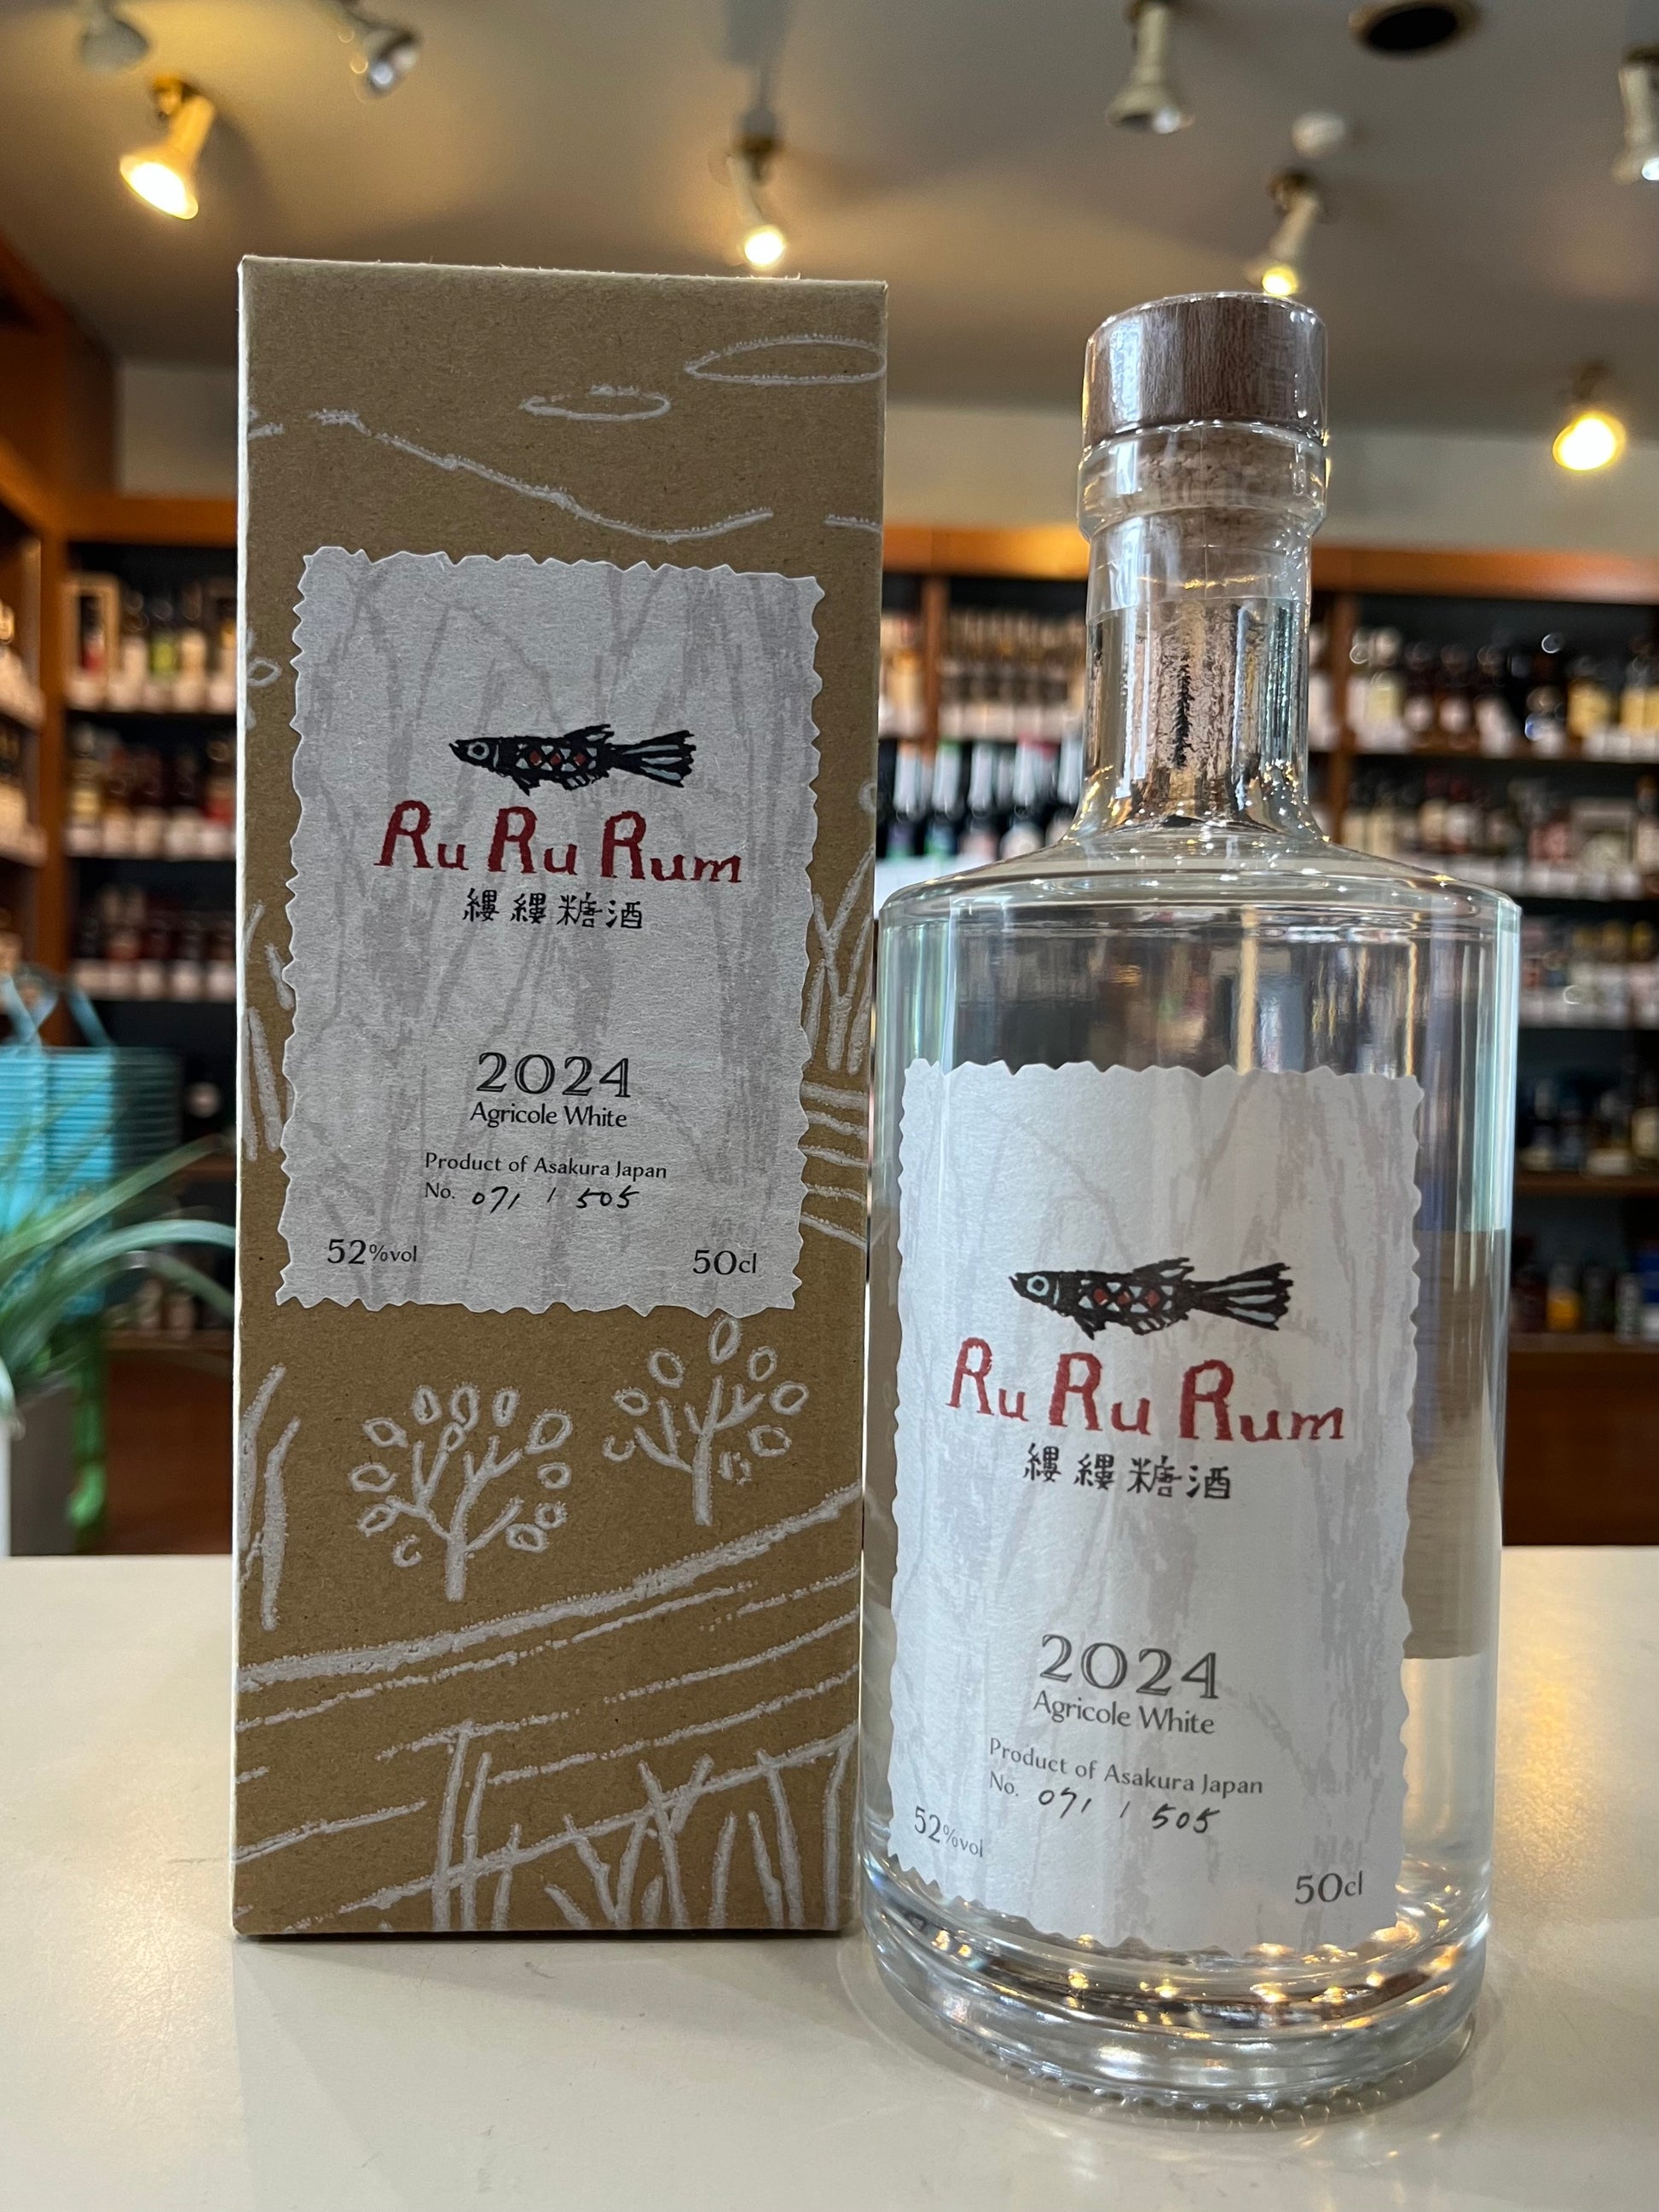 Ru Ru Rum
縷縷糖酒
2024
Agricole White
Product of Asakura Japan
No. 071 / 505
52%vol
50cl
Ru Ru Rum
縷縷糖酒
2024
Agricole White
Product of Asakura Japan
No. 071 / 505
52%vol
50cl